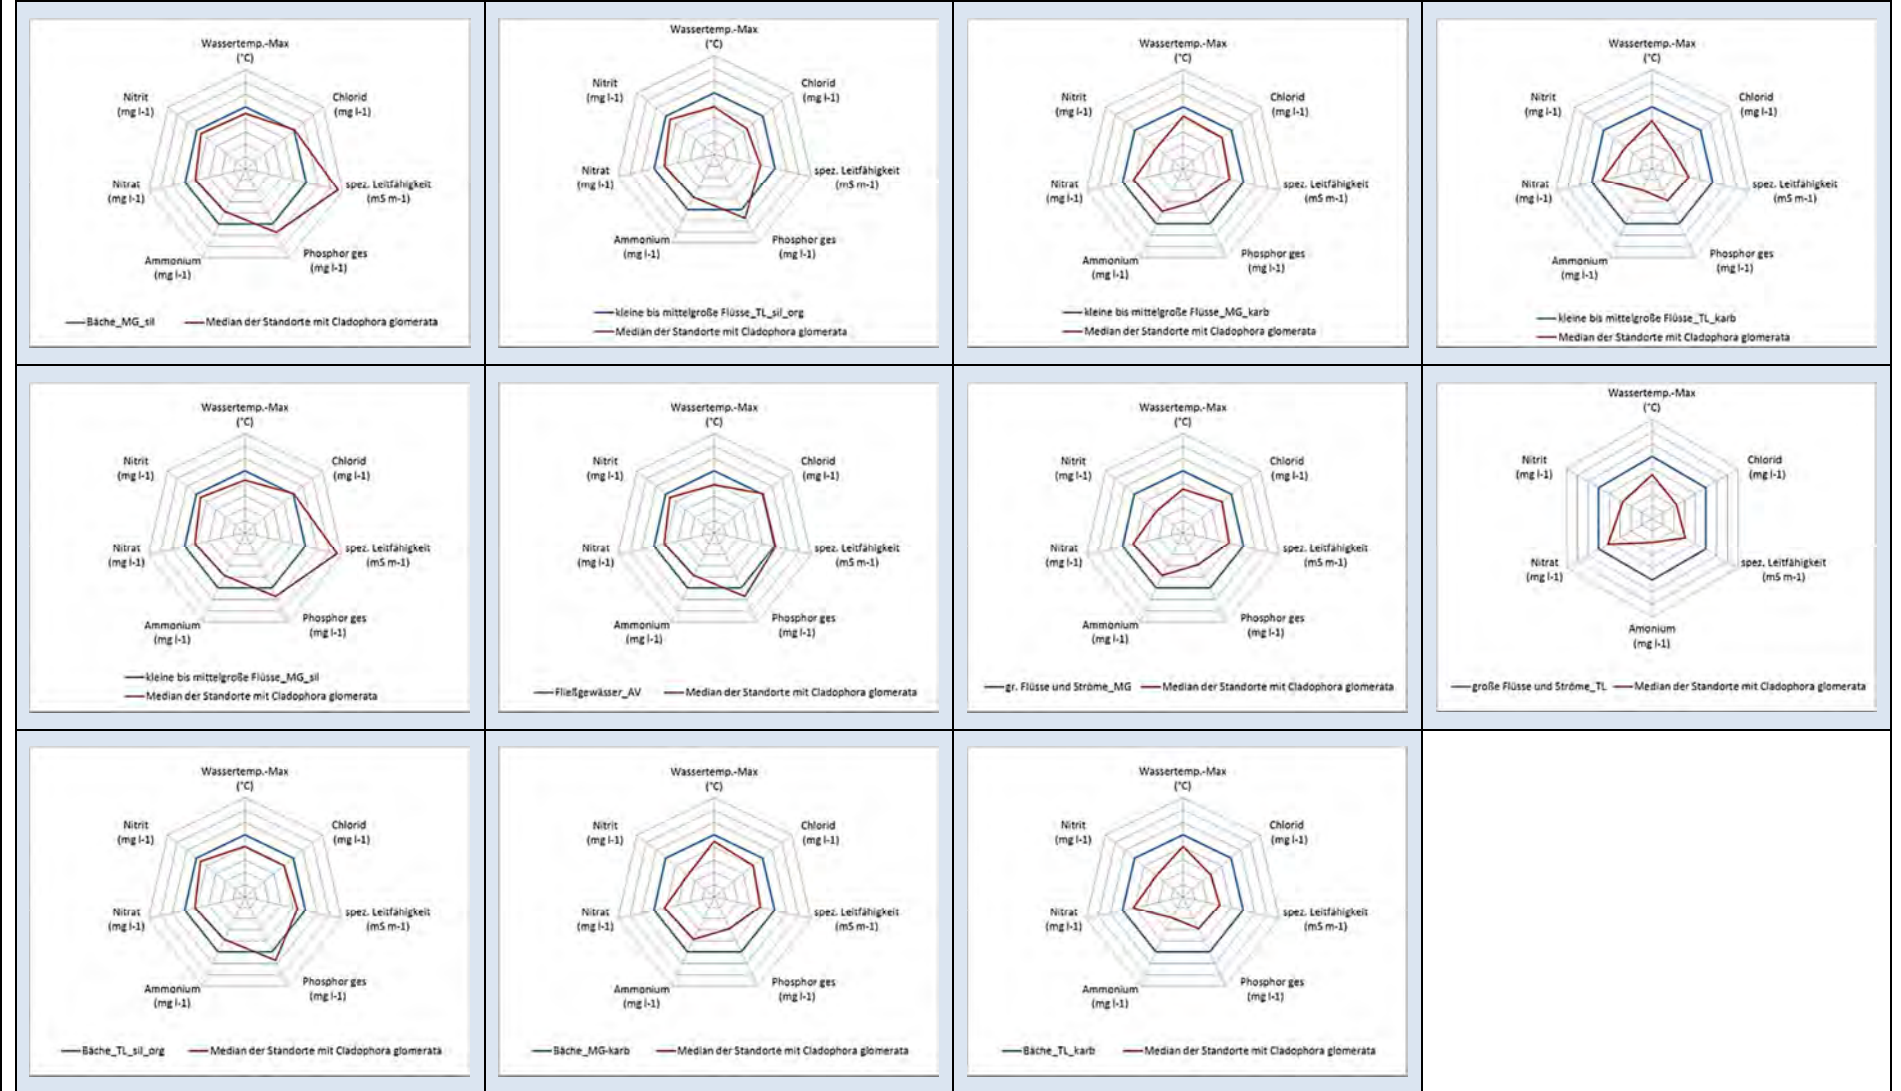 Wassertemp.-Max
(°C)
Nitrit
(mg l-1)
Chlorid
(mg l-1)
Nitrat
(mg l-1)
spez. Leitfähigkeit
(mS m-1)
Ammonium
(mg l-1)
Phosphor ges
(mg l-1)
Bäche_MG_sil Median der Standorte mit Cladophora glomerata
Wassertemp.-Max
(°C)
Nitrit
(mg l-1)
Chlorid
(mg l-1)
Nitrat
(mg l-1)
spez. Leitfähigkeit
(mS m-1)
Ammonium
(mg l-1)
Phosphor ges
(mg l-1)
kleine bis mittelgroße Flüsse_TL_sil_org
Median der Standorte mit Cladophora glomerata
Wassertemp.-Max
(°C)
Nitrit
(mg l-1)
Chlorid
(mg l-1)
Nitrat
(mg l-1)
spez. Leitfähigkeit
(mS m-1)
Ammonium
(mg l-1)
Phosphor ges
(mg l-1)
kleine bis mittelgroße Flüsse_MG_karb
Median der Standorte mit Cladophora glomerata
Wassertemp.-Max
(°C)
Nitrit
(mg l-1)
Chlorid
(mg l-1)
Nitrat
(mg l-1)
spez. Leitfähigkeit
(mS m-1)
Ammonium
(mg l-1)
Phosphor ges
(mg l-1)
kleine bis mittelgroße Flüsse_TL_karb
Median der Standorte mit Cladophora glomerata
Wassertemp.-Max
(°C)
Nitrit
(mg l-1)
Chlorid
(mg l-1)
Nitrat
(mg l-1)
spez. Leitfähigkeit
(mS m-1)
Ammonium
(mg l-1)
Phosphor ges
(mg l-1)
kleine bis mittelgroße Flüsse_MG_sil
Median der Standorte mit Cladophora glomerata
Wassertemp.-Max
(°C)
Nitrit
(mg l-1)
Chlorid
(mg l-1)
Nitrat
(mg l-1)
spez. Leitfähigkeit
(mS m-1)
Ammonium
(mg l-1)
Phosphor ges
(mg l-1)
Fließgewässer_AV Median der Standorte mit Cladophora glomerata
Wassertemp.-Max
(°C)
Nitrit
(mg l-1)
Chlorid
(mg l-1)
Nitrat
(mg l-1)
spez. Leitfähigkeit
(mS m-1)
Ammonium
(mg l-1)
Phosphor ges
(mg l-1)
gr. Flüsse und Ströme_MG Median der Standorte mit Cladophora glomerata
Wassertemp.-Max
(°C)
Nitrit
(mg l-1)
Chlorid
(mg l-1)
Nitrat
(mg l-1)
spez. Leitfähigkeit
(mS m-1)
Amonium
(mg l-1)
große Flüsse und Ströme_TL Median der Standorte mit Cladophora glomerata
Wassertemp.-Max
(°C)
Nitrit
(mg l-1)
Chlorid
(mg l-1)
Nitrat
(mg l-1)
spez. Leitfähigkeit
(mS m-1)
Ammonium
(mg l-1)
Phosphor ges
(mg l-1)
Bäche_TL_sil_org Median der Standorte mit Cladophora glomerata
Wassertemp.-Max
(°C)
Nitrit
(mg l-1)
Chlorid
(mg l-1)
Nitrat
(mg l-1)
spez. Leitfähigkeit
(mS m-1)
Ammonium
(mg l-1)
Phosphor ges
(mg l-1)
Bäche_MG-karb Median der Standorte mit Cladophora glomerata
Wassertemp.-Max
(°C)
Nitrit
(mg l-1)
Chlorid
(mg l-1)
Nitrat
(mg l-1)
spez. Leitfähigkeit
(mS m-1)
Ammonium
(mg l-1)
Phosphor ges
(mg l-1)
Bäche_TL_karb Median der Standorte mit Cladophora glomerata